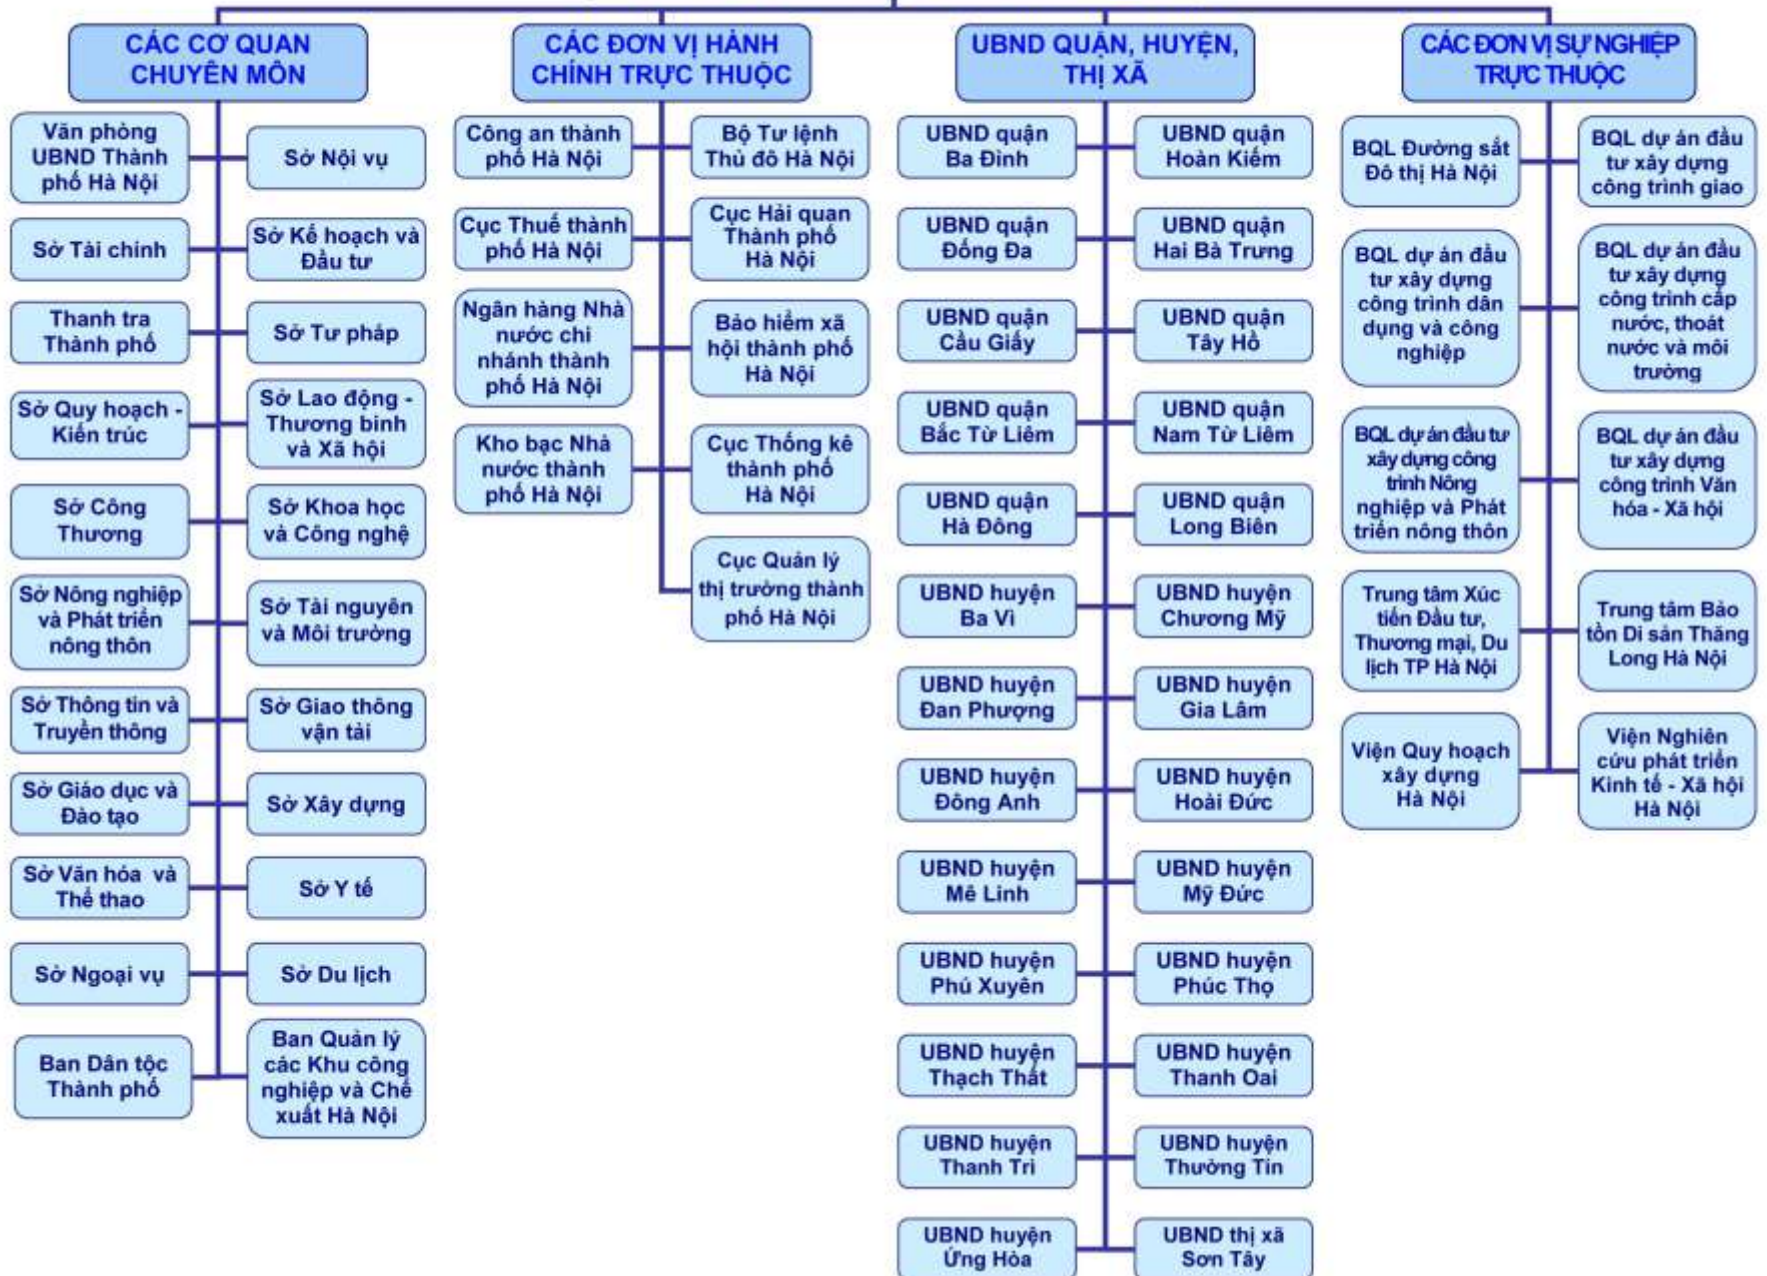 CÁC CƠ QUAN
CHUYÊN MÔN
Văn phòng
UBND Thành
phố Hà Nội
Sở Nội vụ
Sở Tài chính
Sở Kế hoạch và
Đầu tư
Thanh tra
Thành phố
Sở Tư pháp
Sở Quy hoạch -
Kiến trúc
Sở Lao động -
Thương binh
và Xã hội
Sở Công
Thương
Sở Khoa học
và Công nghệ
Sở Nông nghiệp
và Phát triển
nông thôn
Sở Tài nguyên
và Môi trường
Sở Thông tin và
Truyền thông
Sở Giao thông
vận tải
Sở Giáo dục và
Đào tạo
Sở Xây dựng
Sở Văn hóa và
Thể thao
Sở Y tế
Sở Ngoại vụ
Sở Du lịch
Ban Dân tộc
Thành phố
Ban Quản lý
các Khu công
nghiệp và Chế
xuất Hà Nội
CÁC ĐƠN VỊ HÀNH
CHÍNH TRỰC THUỘC
Công an thành
phố Hà Nội
Bộ Tư lệnh
Thủ đô Hà Nội
Cục Thuế thành
phố Hà Nội
Cục Hải quan
Thành phố
Hà Nội
Ngân hàng Nhà
nước chi
nhánh thành
phố Hà Nội
Bảo hiểm xã
hội thành phố
Hà Nội
Kho bạc Nhà
nước thành
phố Hà Nội
Cục Thống kê
thành phố
Hà Nội
Cục Quản lý
thị trường thành
phố Hà Nội
UBND QUẬN, HUYỆN,
THỊ XÃ
UBND quận
Ba Đình
UBND quận
Hoàn Kiếm
UBND quận
Đống Đa
UBND quận
Hai Bà Trưng
UBND quận
Cầu Giấy
UBND quận
Tây Hồ
UBND quận
Bắc Từ Liêm
UBND quận
Nam Từ Liêm
UBND quận
Hà Đông
UBND quận
Long Biên
UBND huyện
Ba Vì
UBND huyện
Chương Mỹ
UBND huyện
Đan Phượng
UBND huyện
Gia Lâm
UBND huyện
Đông Anh
UBND huyện
Hoài Đức
UBND huyện
Mê Linh
UBND huyện
Mỹ Đức
UBND huyện
Phú Xuyên
UBND huyện
Phúc Thọ
UBND huyện
Thạch Thất
UBND huyện
Thanh Oai
UBND huyện
Thanh Trì
UBND huyện
Thường Tín
UBND huyện
Ứng Hòa
UBND thị xã
Sơn Tây
CÁC ĐƠN VỊ SỰ NGHIỆP
TRỰC THUỘC
BQL Đường sắt
Đô thị Hà Nội
BQL dự án đầu
tư xây dựng
công trình giao
BQL dự án đầu
tư xây dựng
công trình dân
dụng và công
nghiệp
BQL dự án đầu
tư xây dựng
công trình cấp
nước, thoát
nước và môi
trường
BQL dự án đầu tư
xây dựng công
trình Nông
nghiệp và Phát
triển nông thôn
BQL dự án đầu
tư xây dựng
công trình Văn
hóa - Xã hội
Trung tâm Xúc
tiến Đầu tư,
Thương mại, Du
lịch TP Hà Nội
Trung tâm Bảo
tồn Di sản Thăng
Long Hà Nội
Viện Quy hoạch
xây dựng
Hà Nội
Viện Nghiên
cứu phát triển
Kinh tế - Xã hội
Hà Nội